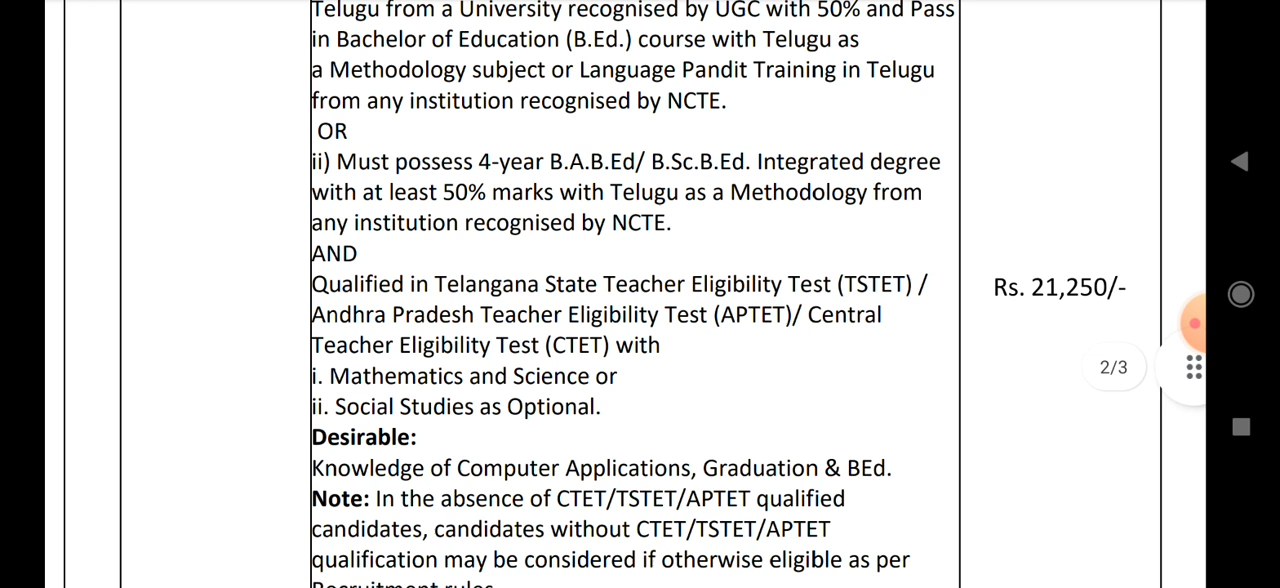 Telugu from a University recognised by UGC with 50% and Pass
in Bachelor of Education (B.Ed.) course with Telugu as
a Methodology subject or Language Pandit Training in Telugu
from any institution recognised by NCTE.
OR
ii) Must possess 4-year B.A.B.Ed/ B.Sc.B.Ed. Integrated degree
with at least 50% marks with Telugu as a Methodology from
any institution recognised by NCTE.
AND
Qualified in Telangana State Teacher Eligibility Test (TSTET) /
Andhra Pradesh Teacher Eligibility Test (APTET)/ Central
Teacher Eligibility Test (CTET) with
i. Mathematics and Science or
ii. Social Studies as Optional.
Desirable:
Knowledge of Computer Applications, Graduation & BEd.
Note: In the absence of CTET/TSTET/APTET qualified
candidates, candidates without CTET/TSTET/APTET
qualification may be considered if otherwise eligible as per
Recruitment rules
Rs. 21,250/-
2/3